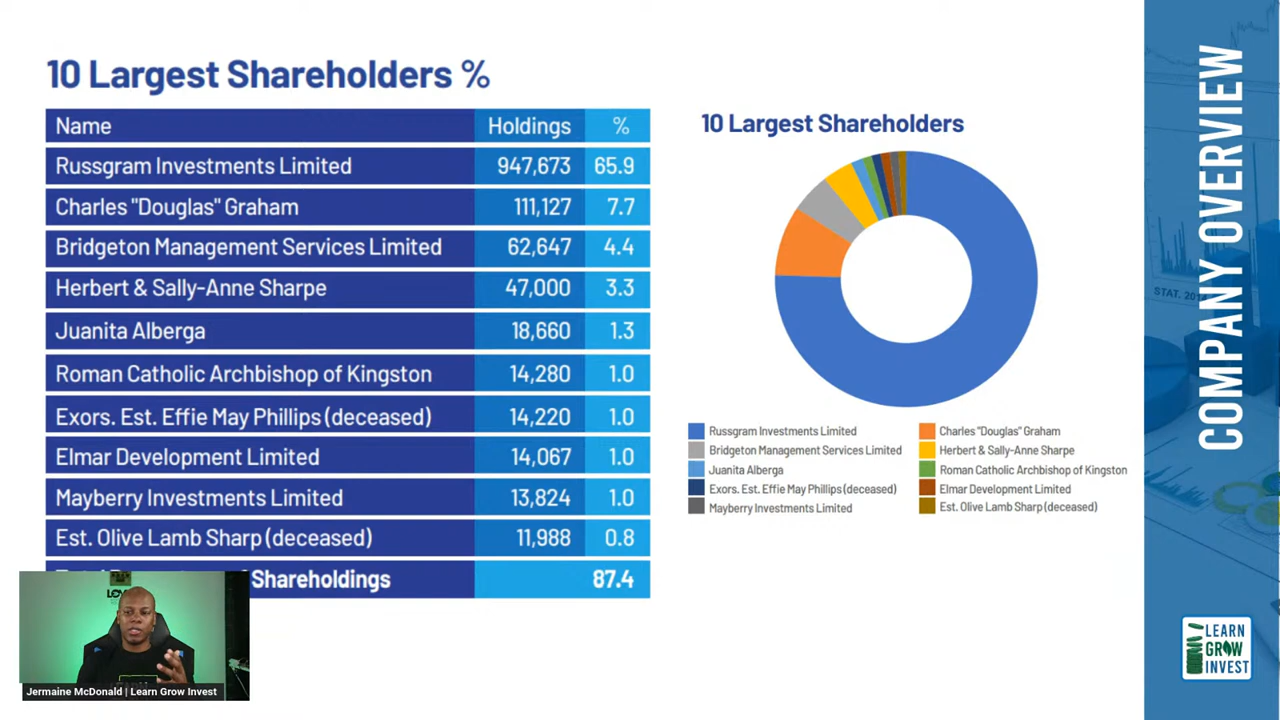 10 Largest Shareholders %
Name Holdings %
Russgram Investments Limited 947,673 65.9
Charles "Douglas" Graham 111,127 7.7
Bridgeton Management Services Limited 62,647 4.4
Herbert & Sally-Anne Sharpe 47,000 3.3
Juanita Alberga 18,660 1.3
Roman Catholic Archbishop of Kingston 14,280 1.0
Exors. Est. Effie May Phillips (deceased) 14,220 1.0
Elmar Development Limited 14,067 1.0
Mayberry Investments Limited 13,824 1.0
Est. Olive Lamb Sharp (deceased) 11,988 0.8
Shareholdings 87.4
10 Largest Shareholders
Russgram Investments Limited Charles "Douglas" Graham
Bridgeton Management Services Limited Herbert & Sally-Anne Sharpe
Juanita Alberga Roman Catholic Archbishop of Kingston
Exors. Est. Effie May Phillips (deceased) Elmar Development Limited
Mayberry Investments Limited Est. Olive Lamb Sharp (deceased)
COMPANY OVERVIEW
LEARN
GROW
INVEST
Jermaine McDonald | Learn Grow Invest